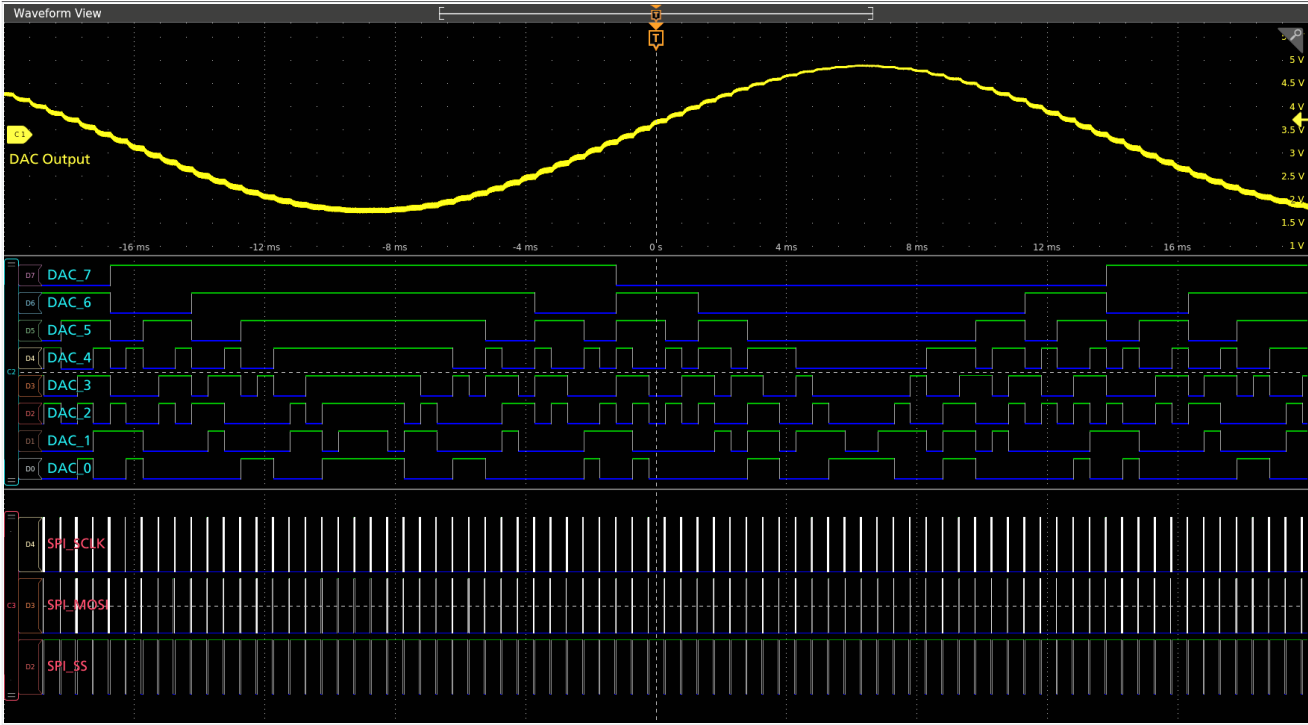 Waveform View
T
T
5 V
4.5 V
4 V
C 1
3.5 V
DAC Output
3 V
2.5 V
2 V
1.5 V
-16 ms -12 ms -8 ms -4 ms 0 s 4 ms 8 ms 12 ms 16 ms 1 V
D7 DAC_7
D6 DAC_6
D5 DAC_5
D4 DAC_4
C2
D3 DAC_3
D2 DAC_2
D1 DAC_1
D0 DAC_0
D4 SPI_SCLK
C3 D3 SPI_MOSI
D2 SPI_SS